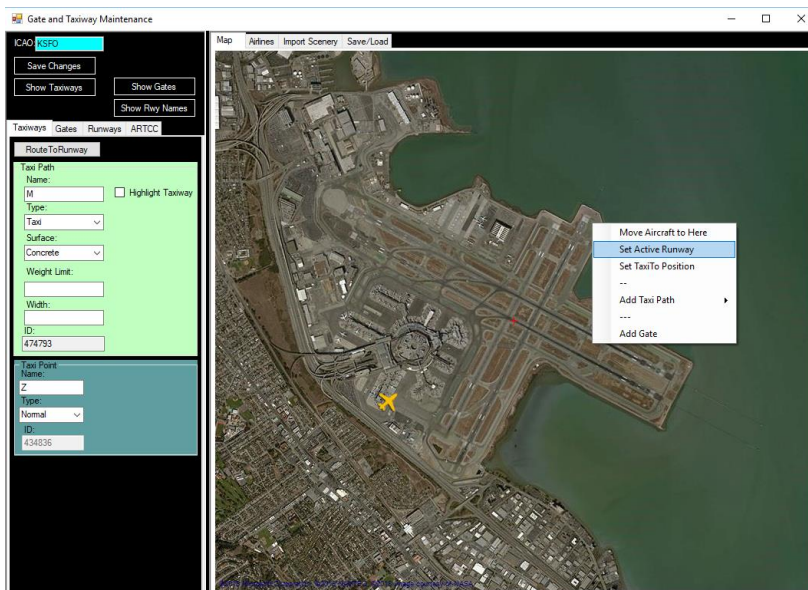 Gate and Taxiway Maintenance
ICAO: KSFO
Save Changes
Show Taxiways
Show Gates
Show Rwy Names
Taxiways Gates Runways ARTCC
RouteToRunway
Taxi Path
Name:
M
Highlight Taxiway
Type:
Taxi
Surface:
Concrete
Weight Limit:
Width:
ID:
474793
Taxi Point
Name:
Z
Type:
Normal
ID:
434836
Map Airlines Import Scenery Save/Load
Move Aircraft to Here
Set Active Runway
Set TaxiTo Position
--
Add Taxi Path
---
Add Gate